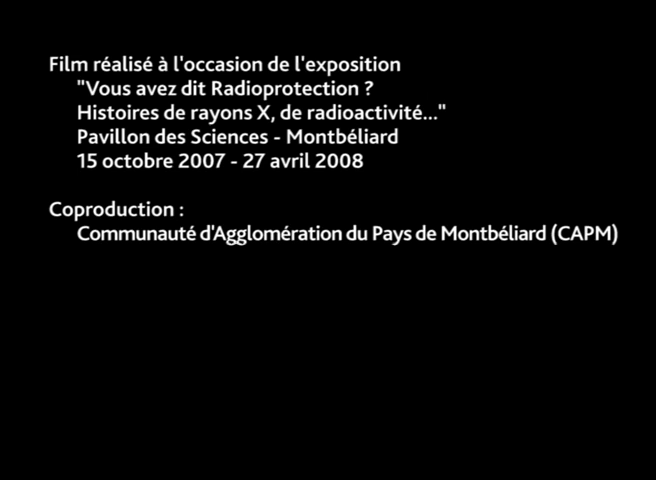 Film réalisé à l'occasion de l'exposition
"Vous avez dit Radioprotection ?
Histoires de rayons X, de radioactivité..."
Pavillon des Sciences - Montbéliard
15 octobre 2007 - 27 avril 2008
Coproduction :
Communauté d'Agglomération du Pays de Montbéliard (CAPM)